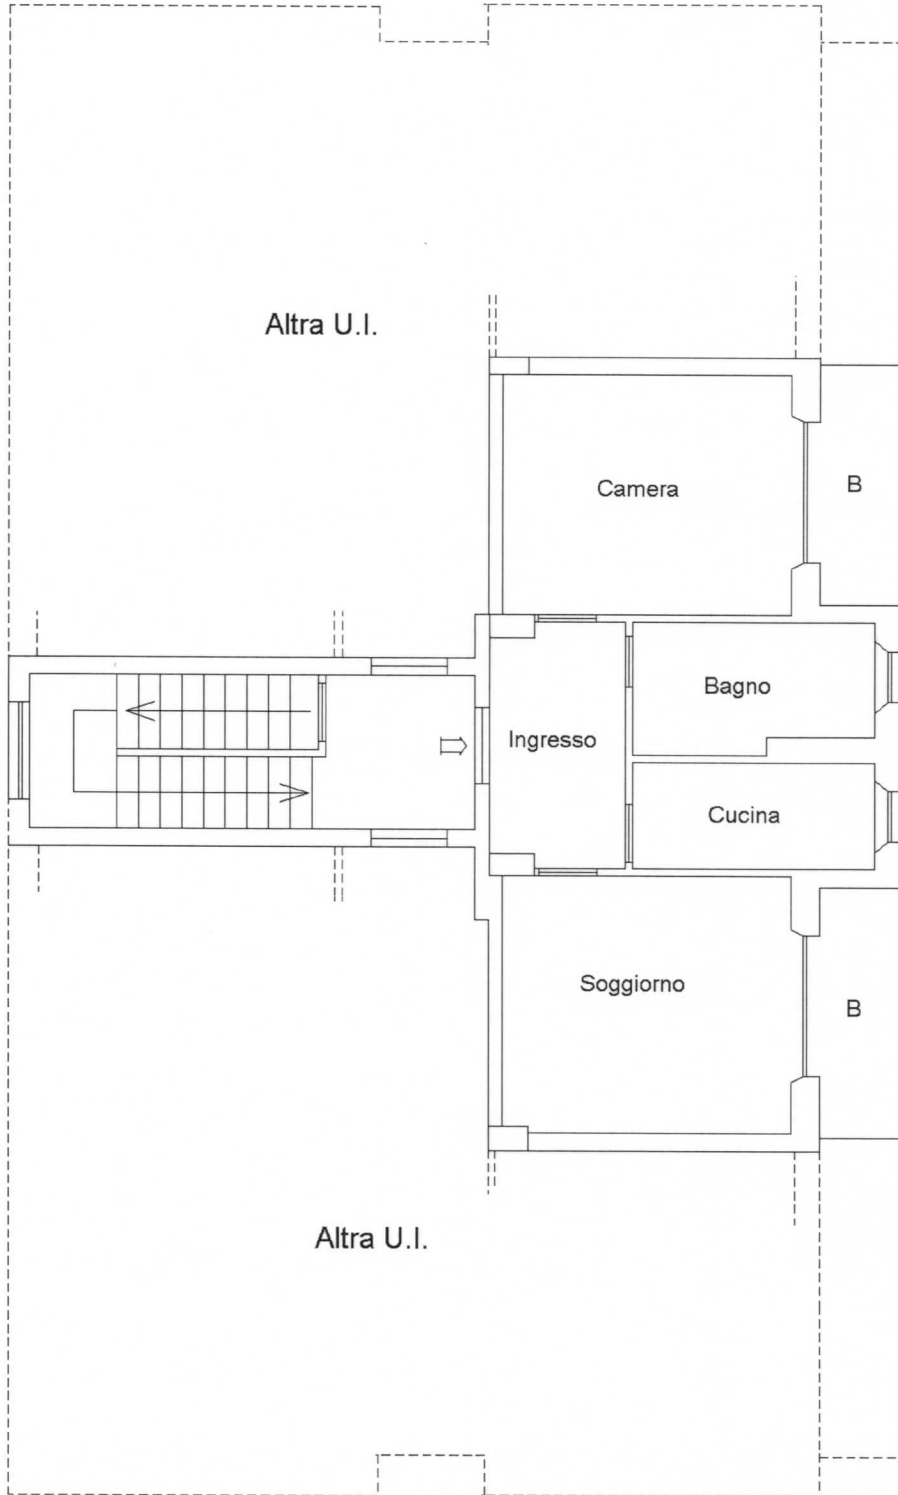 Altra U.I.
Camera
B
Bagno
Ingresso
Cucina
Soggiorno
B
Altra U.I.